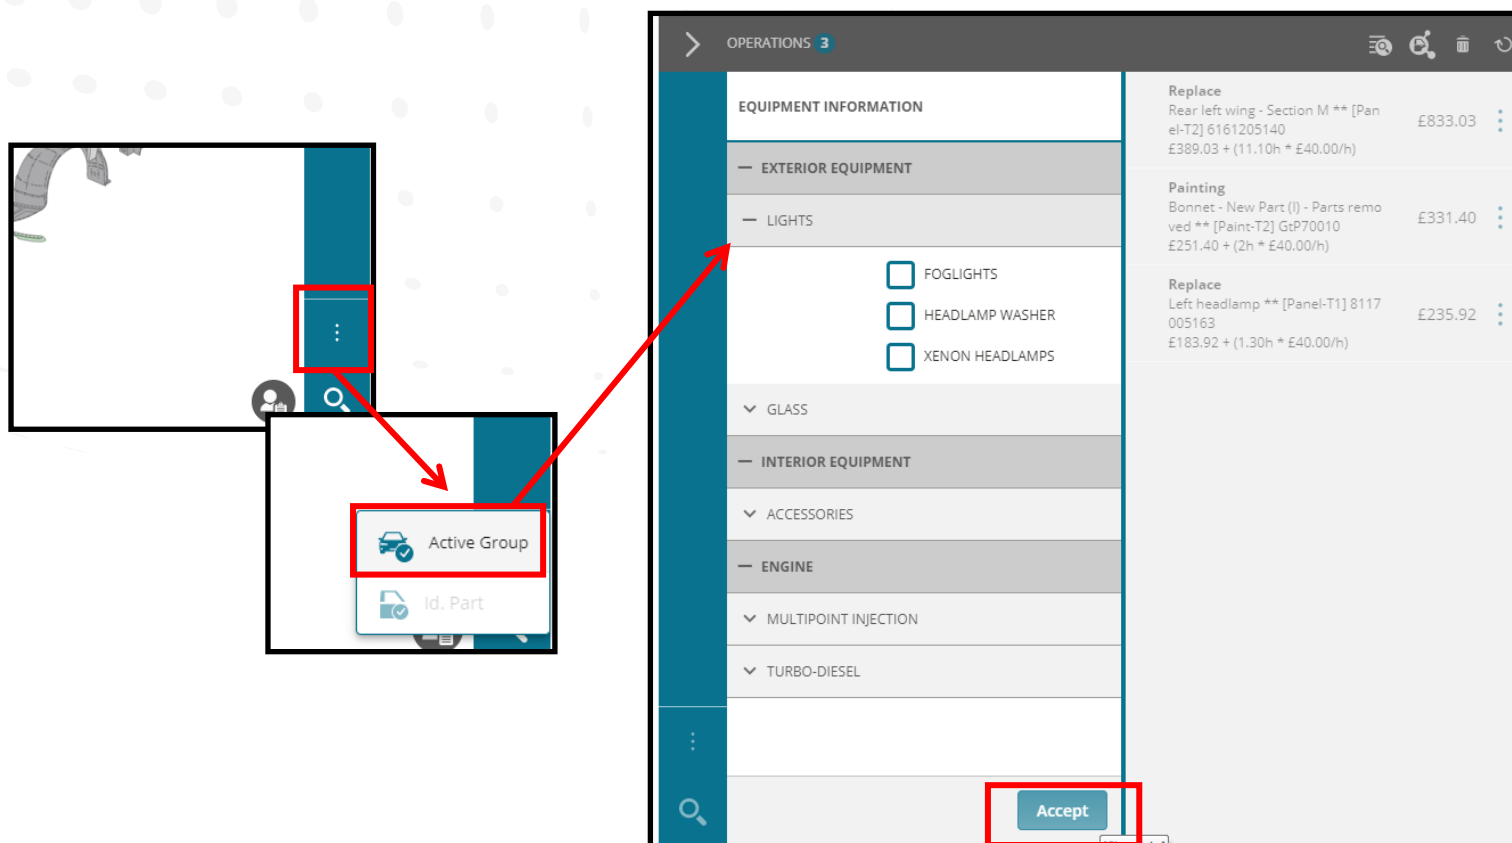 OPERATIONS 3
EQUIPMENT INFORMATION
EXTERIOR EQUIPMENT
LIGHTS
FOGLIGHTS
HEADLAMP WASHER
XENON HEADLAMPS
GLASS
INTERIOR EQUIPMENT
ACCESSORIES
ENGINE
MULTIPOINT INJECTION
TURBO-DIESEL
Accept
Replace
Rear left wing - Section M ** [Pan
el-T2] 6161205140
£389.03 + (11.10h * £40.00/h)
£833.03
Painting
Bonnet - New Part (I) - Parts remo
ved ** [Paint-T2] GtP70010
£251.40 + (2h * £40.00/h)
£331.40
Replace
Left headlamp ** [Panel-T1] 8117
005163
£183.92 + (1.30h * £40.00/h)
£235.92
Active Group
Id. Part